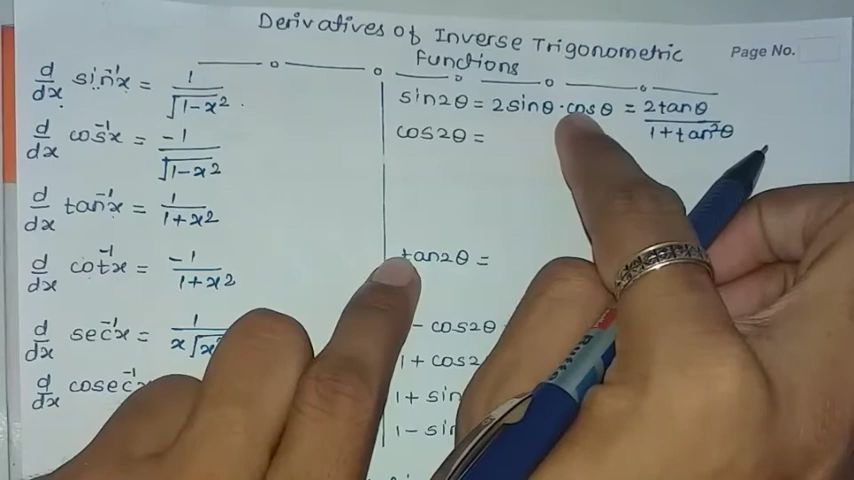 Derivatives of Inverse Trigonometric
Functions
Page No.
d/dx sin⁻¹x = 1/√(1-x²)
d/dx cos⁻¹x = -1/√(1-x²)
d/dx tan⁻¹x = 1/(1+x²)
d/dx cot⁻¹x = -1/(1+x²)
d/dx sec⁻¹x = 1/x√x²
d/dx cosec⁻¹x
sin2θ = 2sinθ·cosθ = 2tanθ/(1+tan²θ)
cos2θ =
tan2θ =
- cos2θ
1 + cos2
1 + sin
1 - sin